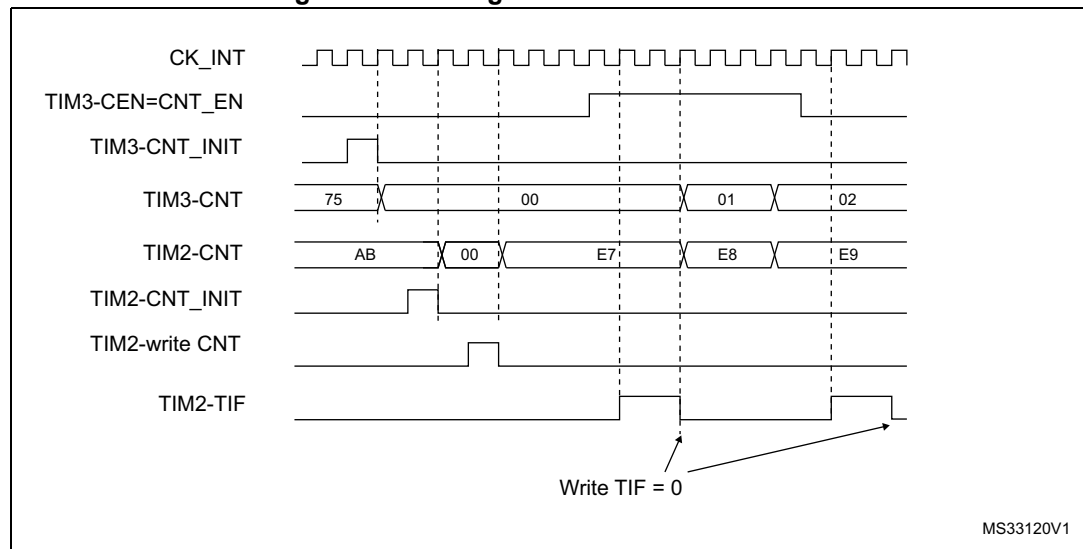 CK_INT
TIM3-CEN=CNT_EN
TIM3-CNT_INIT
TIM3-CNT 75 00 01 02
TIM2-CNT AB 00 E7 E8 E9
TIM2-CNT_INIT
TIM2-write CNT
TIM2-TIF
Write TIF = 0
MS33120V1